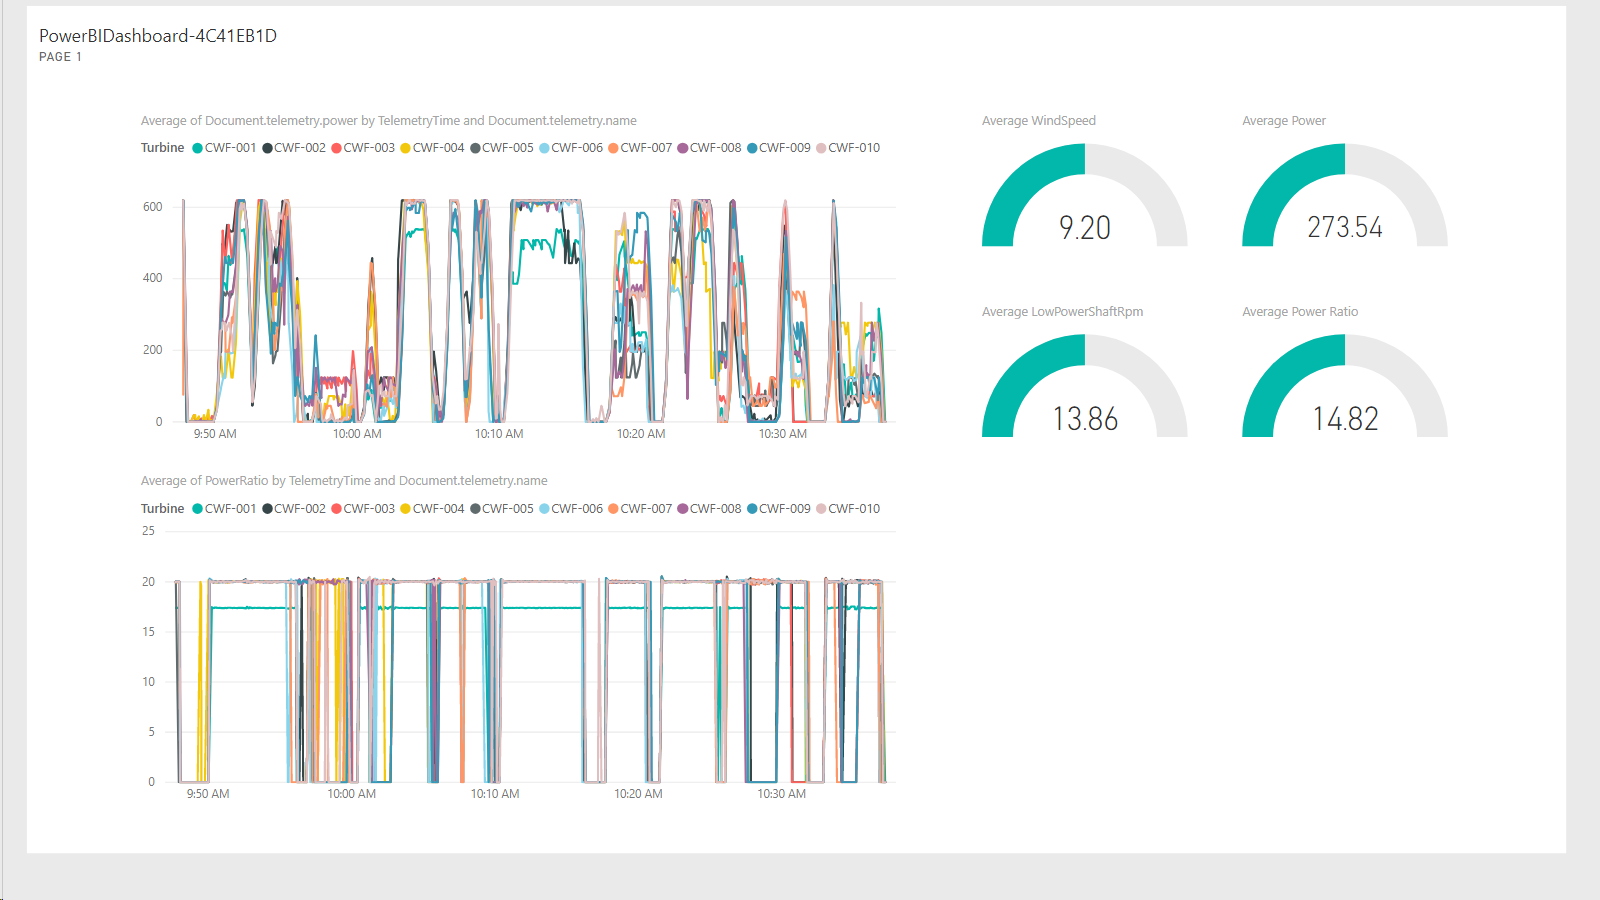 PowerBIDashboard-4C41EB1D
PAGE 1
Average of Document.telemetry.power by TelemetryTime and Document.telemetry.name
Turbine CWF-001 CWF-002 CWF-003 CWF-004 CWF-005 CWF-006 CWF-007 CWF-008 CWF-009 CWF-010
600
400
200
0
9:50 AM 10:00 AM 10:10 AM 10:20 AM 10:30 AM
Average WindSpeed
9.20
Average Power
273.54
Average LowPowerShaftRpm
13.86
Average Power Ratio
14.82
Average of PowerRatio by TelemetryTime and Document.telemetry.name
Turbine CWF-001 CWF-002 CWF-003 CWF-004 CWF-005 CWF-006 CWF-007 CWF-008 CWF-009 CWF-010
25
20
15
10
5
0
9:50 AM 10:00 AM 10:10 AM 10:20 AM 10:30 AM